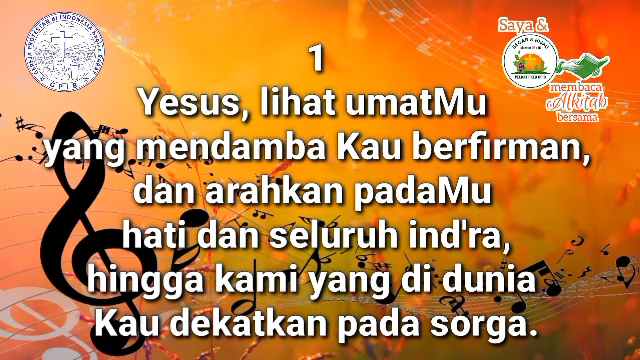 Saya &
membaca
Alkitab
bersama
G P I B
1
Yesus, lihat umatMu
yang mendamba Kau berfirman,
dan arahkan padaMu
hati dan seluruh ind'ra,
hingga kami yang di dunia
Kau dekatkan pada sorga.